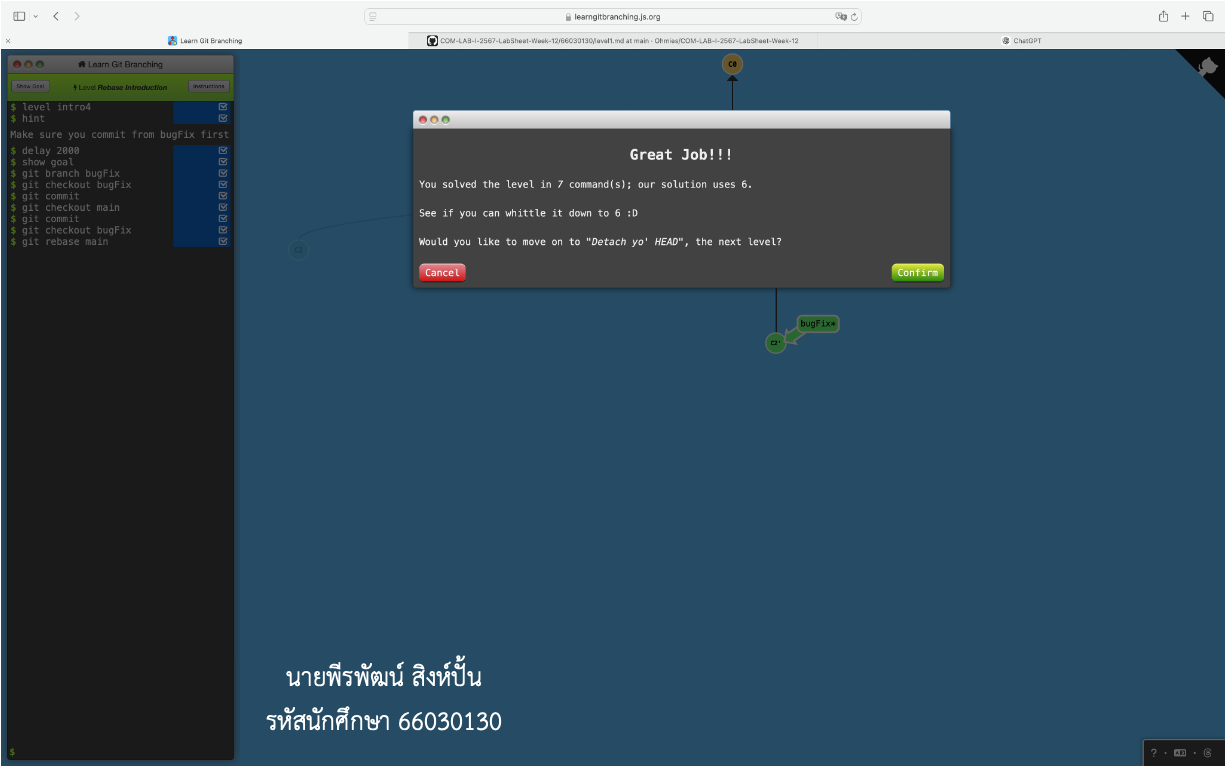 learngitbranching.js.org
Learn Git Branching
COM-LAB-I-2567-LabSheet-Week-12/66030130/level1.md at main · Ohmies/COM-LAB-I-2567-LabSheet-Week-12
ChatGPT
Learn Git Branching
Show Goal
Level Rebase Introduction
Instructions
$ level intro4
$ hint
Make sure you commit from bugFix first
$ delay 2000
$ show goal
$ git branch bugFix
$ git checkout bugFix
$ git commit
$ git checkout main
$ git commit
$ git checkout bugFix
$ git rebase main
$
C0
Great Job!!!
You solved the level in 7 command(s); our solution uses 6.
See if you can whittle it down to 6 :D
Would you like to move on to "Detach yo' HEAD", the next level?
Cancel
Confirm
C2
bugFix*
C2'
นายพีรพัฒน์ สิงห์ปั้น
รหัสนักศึกษา 66030130
?